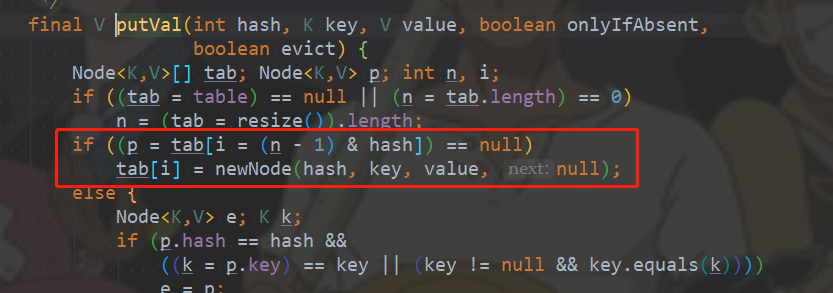 */
final V putVal(int hash, K key, V value, boolean onlyIfAbsent,
boolean evict) {
Node<K,V>[] tab; Node<K,V> p; int n, i;
if ((tab = table) == null || (n = tab.length) == 0)
n = (tab = resize()).length;
if ((p = tab[i = (n - 1) & hash]) == null)
tab[i] = newNode(hash, key, value, next: null);
else {
Node<K,V> e; K k;
if (p.hash == hash &&
((k = p.key) == key || (key != null && key.equals(k))))
e = p;